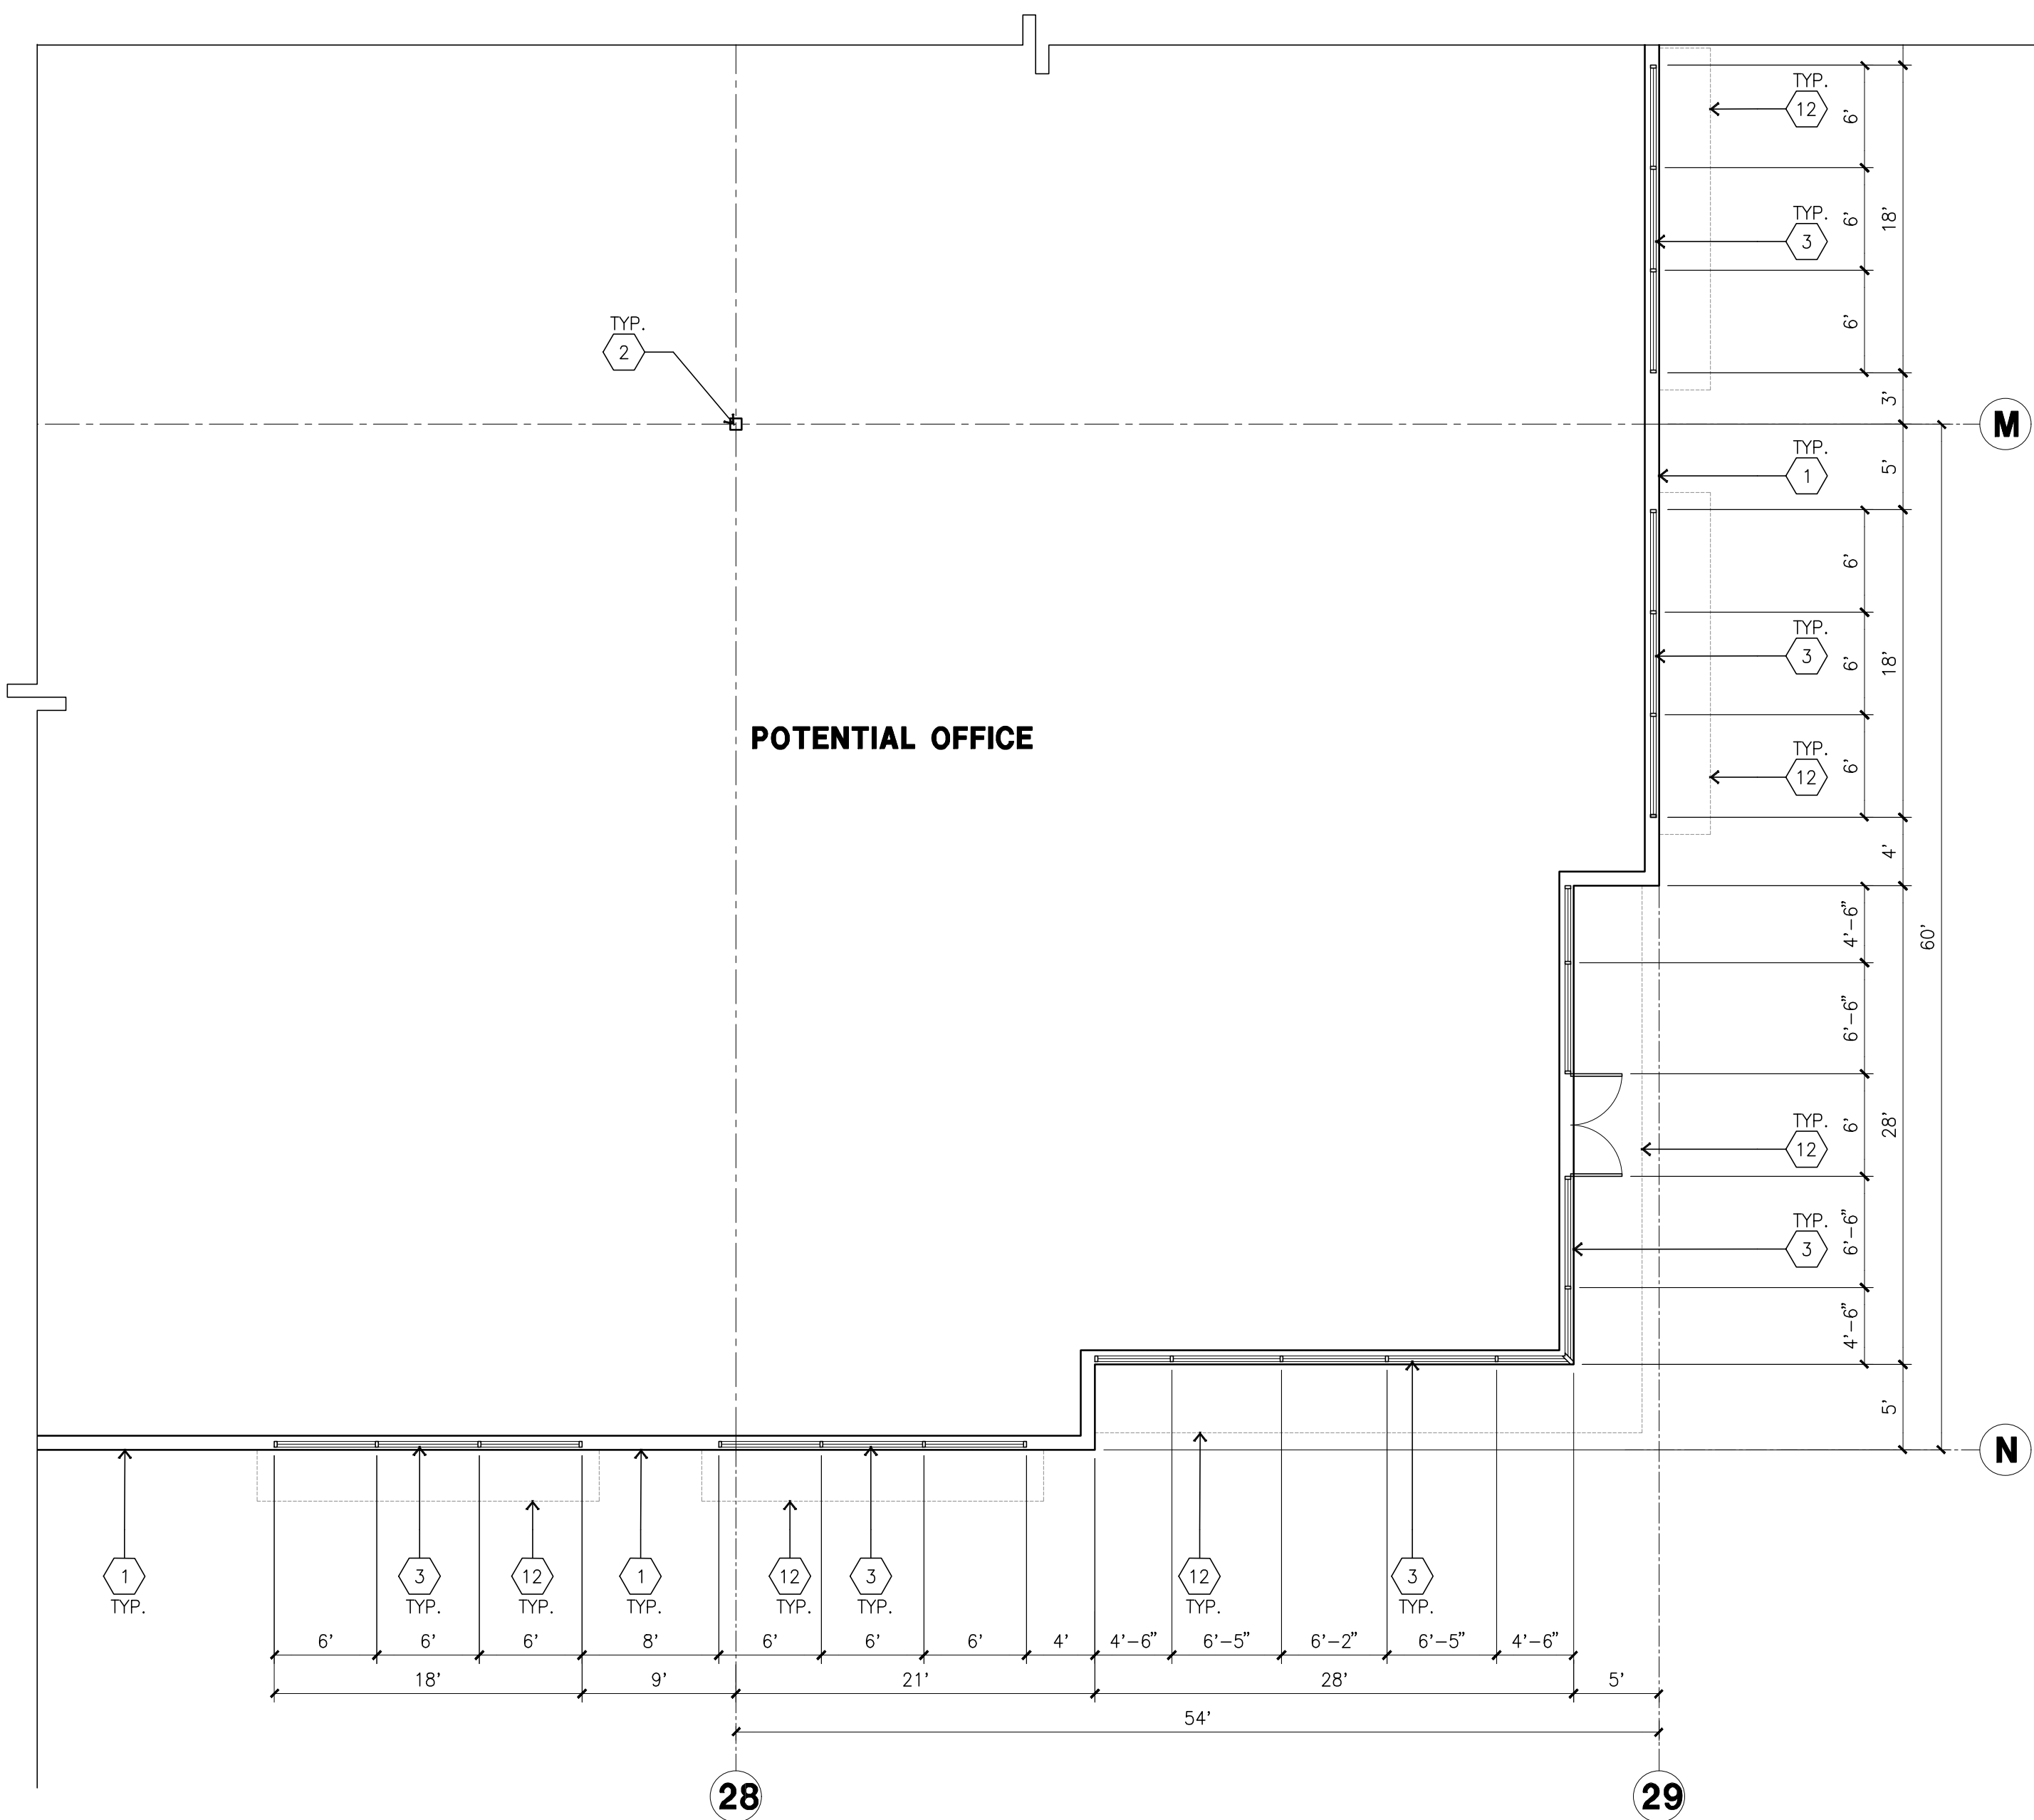 TYP.
12
6'
TYP.
3
6'
18'
TYP.
2
6'
3'
M
TYP.
1
5'
6'
TYP.
3
6'
18'
POTENTIAL OFFICE
TYP.
12
6'
4'
4'-6"
60'
6'-6"
TYP.
12
6'
28'
TYP.
3
6'-6"
4'-6"
5'
N
1
TYP.
3
TYP.
12
TYP.
1
TYP.
12
TYP.
3
TYP.
12
TYP.
3
TYP.
6' 6' 6' 8' 6' 6' 6' 4' 4'-6" 6'-5" 6'-2" 6'-5" 4'-6"
18' 9' 21' 28' 5'
54'
28 29